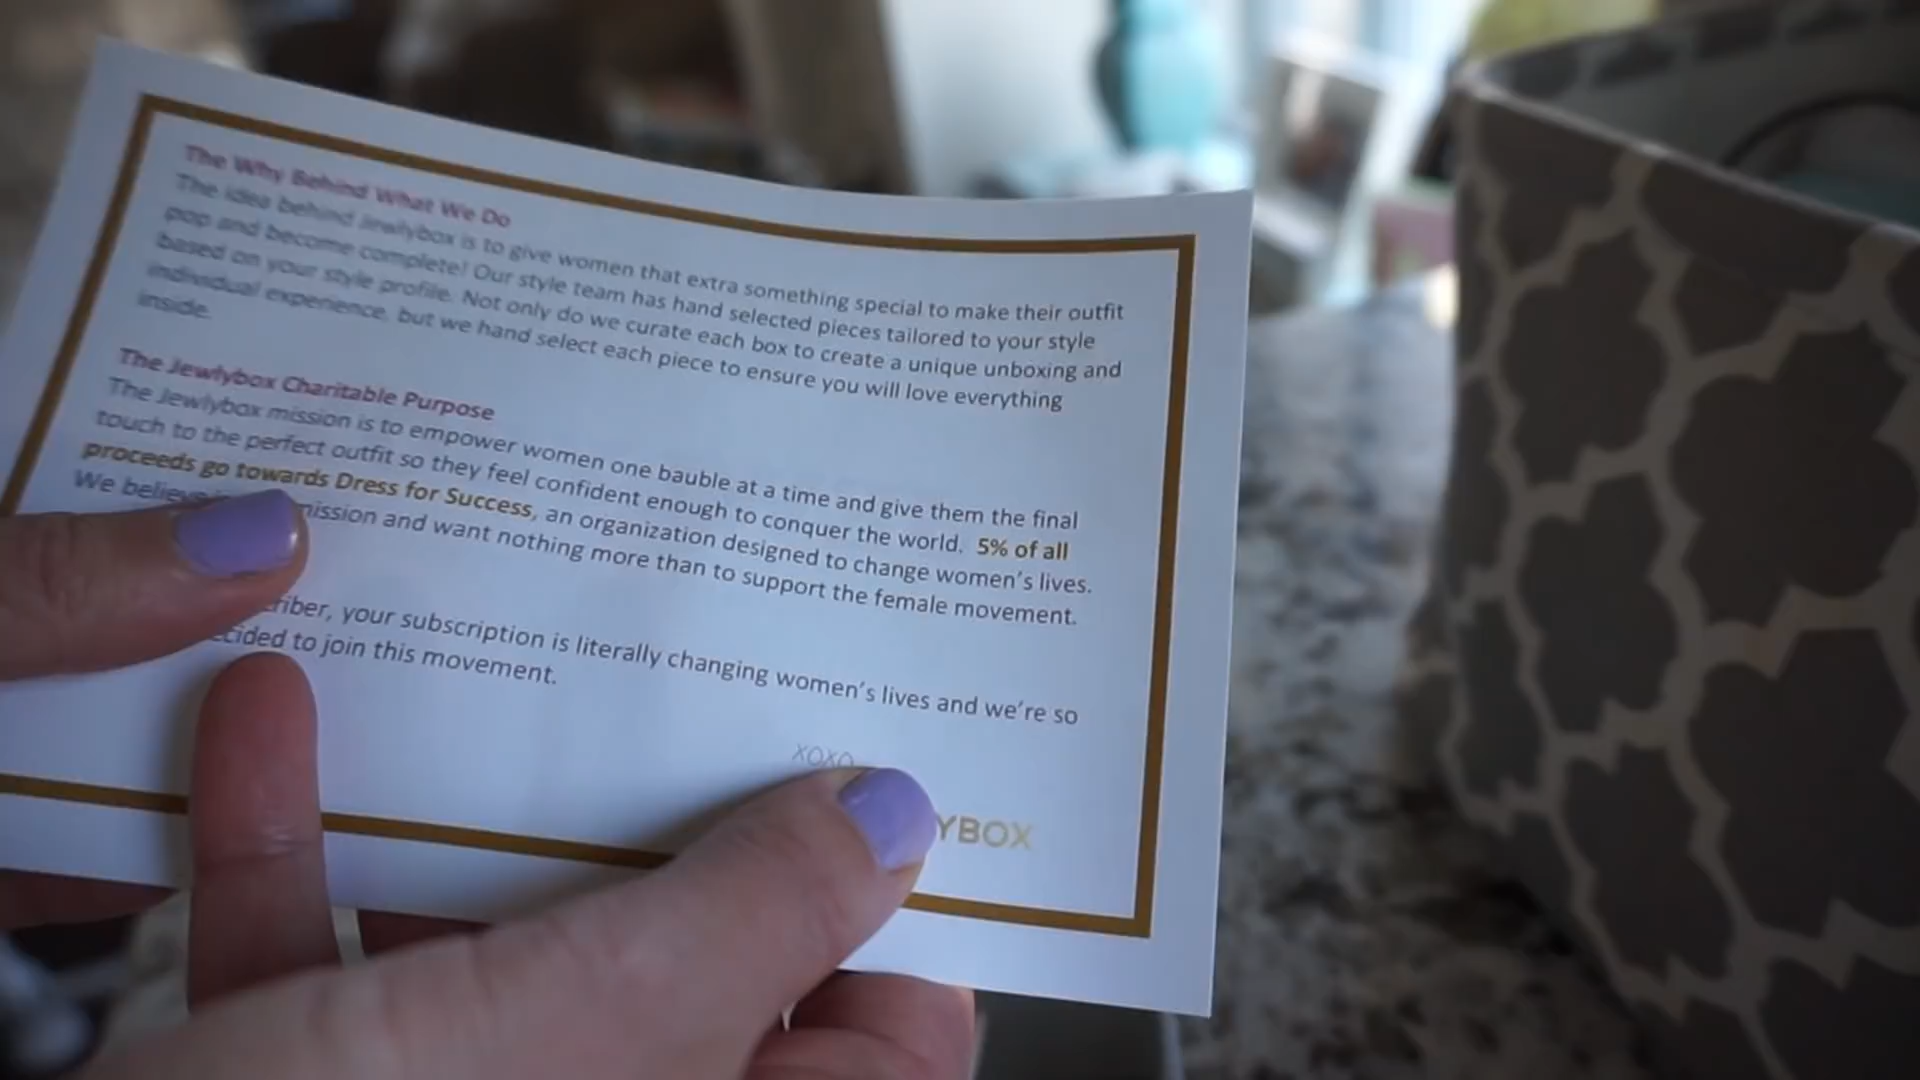 The Why Behind What We Do
The idea behind Jewlybox is to give women that extra something special to make their outfit
pop and become complete! Our style team has hand selected pieces tailored to your style
based on your style profile. Not only do we curate each box to create a unique unboxing and
individual experience, but we hand select each piece to ensure you will love everything
inside.
The Jewlybox Charitable Purpose
The Jewlybox mission is to empower women one bauble at a time and give them the final
touch to the perfect outfit so they feel confident enough to conquer the world. 5% of all
proceeds go towards Dress for Success, an organization designed to change women's lives.
We believe mission and want nothing more than to support the female movement.
criber, your subscription is literally changing women's lives and we're so
cided to join this movement.
XOXO
YBOX